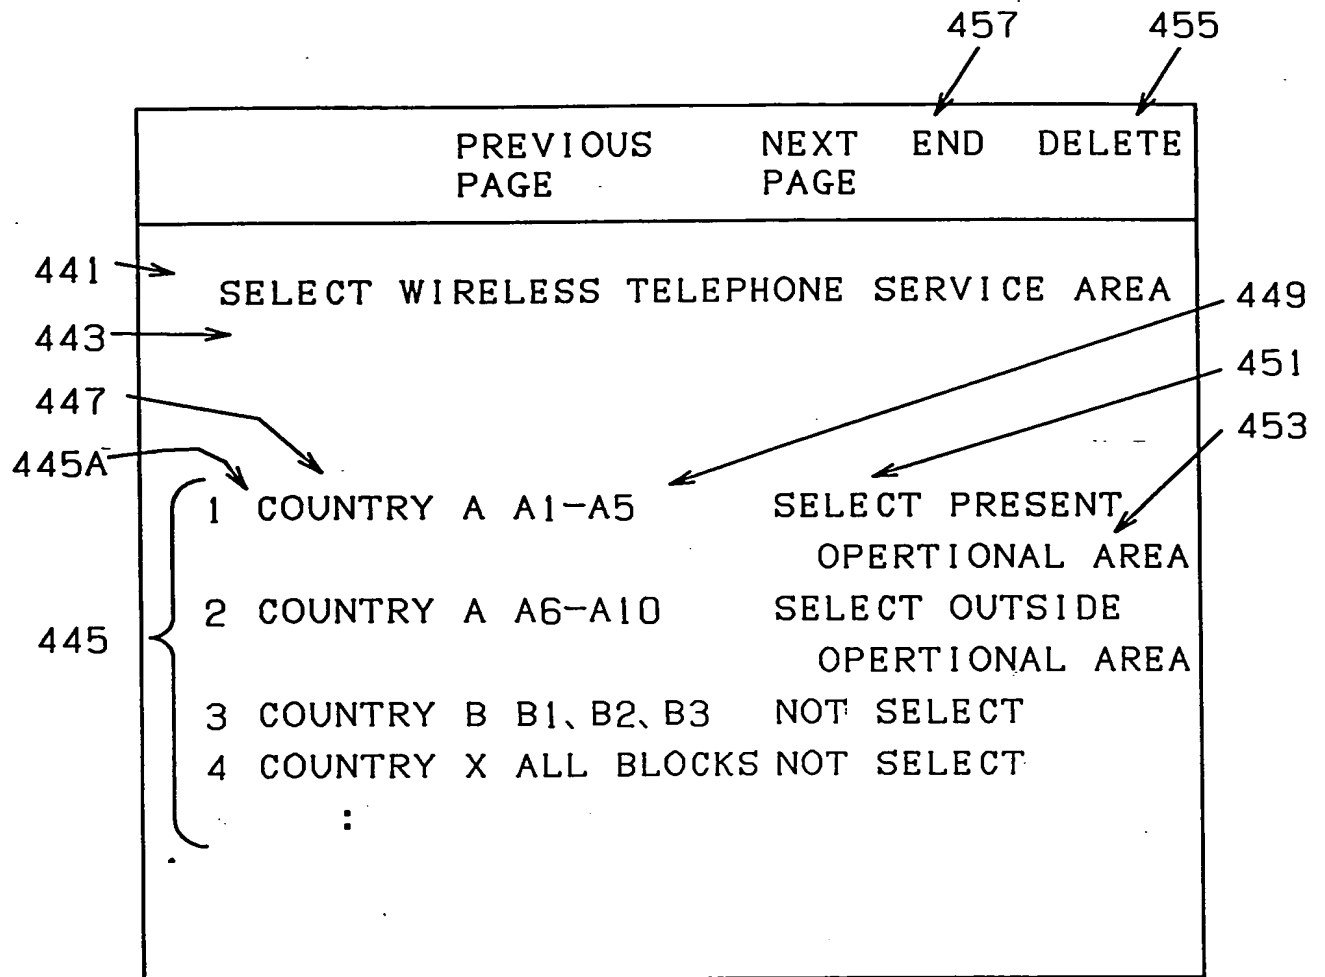 457 455
PREVIOUS PAGE NEXT PAGE END DELETE
441
SELECT WIRELESS TELEPHONE SERVICE AREA
449
443
451
447
453
445A
1 COUNTRY A A1-A5 SELECT PRESENT
OPERTIONAL AREA
2 COUNTRY A A6-A10 SELECT OUTSIDE
445
OPERTIONAL AREA
3 COUNTRY B B1、B2、B3 NOT SELECT
4 COUNTRY X ALL BLOCKS NOT SELECT
: